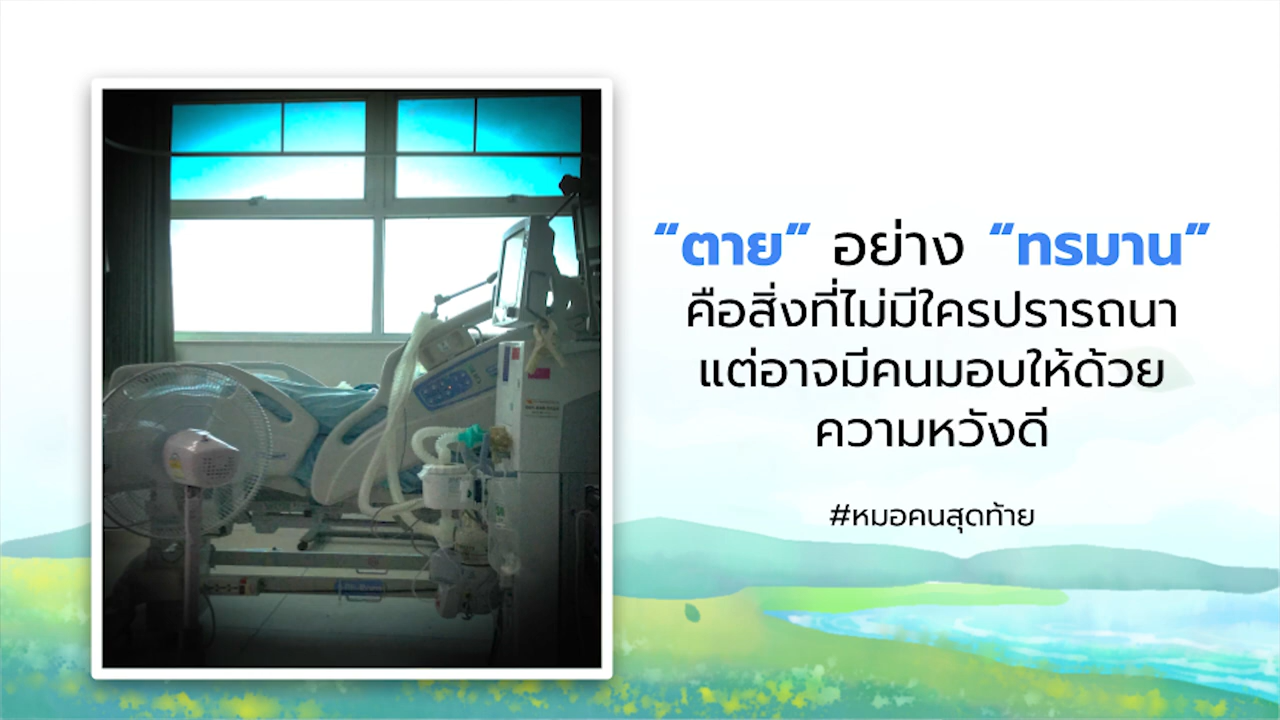 “ตาย” อย่าง “ทรมาน”
คือสิ่งที่ไม่มีใครปรารถนา
แต่อาจมีคนมอบให้ด้วย
ความหวังดี
#หมอคนสุดท้าย